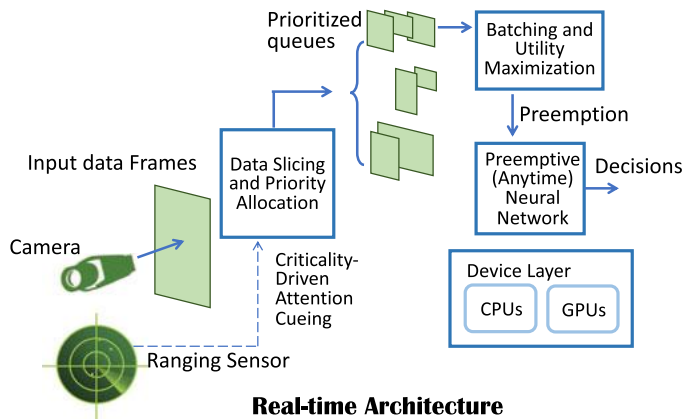 Prioritized
queues
Batching and
Utility
Maximization
Preemption
Input data Frames
Data Slicing
and Priority
Allocation
Preemptive
(Anytime)
Neural
Network
Decisions
Camera
Criticality-
Driven
Attention
Cueing
Device Layer
CPUs
GPUs
Ranging Sensor
Real-time Architecture